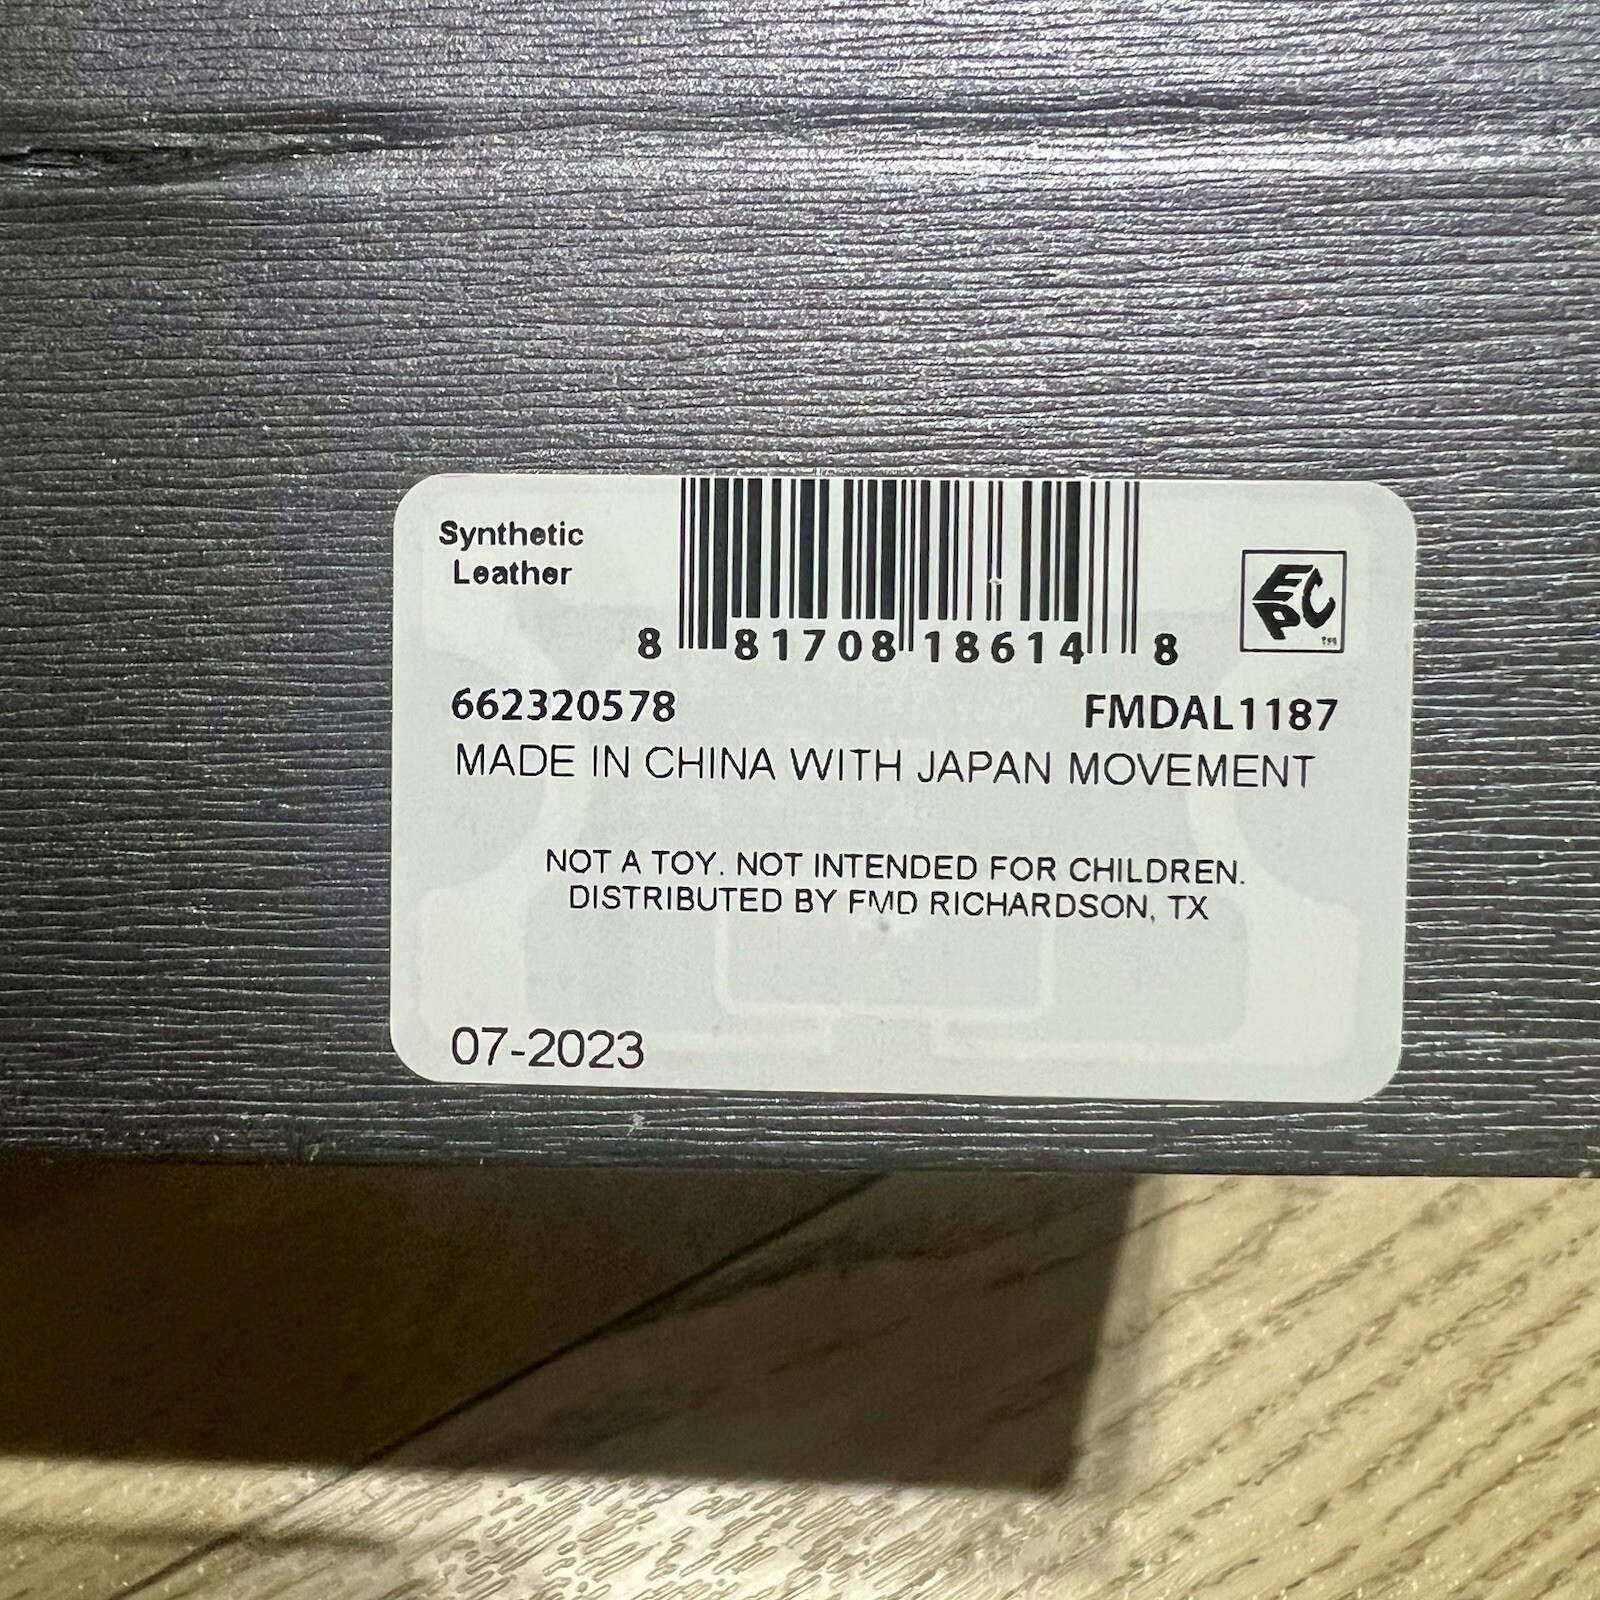 Synthetic
Leather
8 81708 18614 8
EPC
662320578 FMDAL1187
MADE IN CHINA WITH JAPAN MOVEMENT
NOT A TOY. NOT INTENDED FOR CHILDREN.
DISTRIBUTED BY FMD RICHARDSON, TX
07-2023